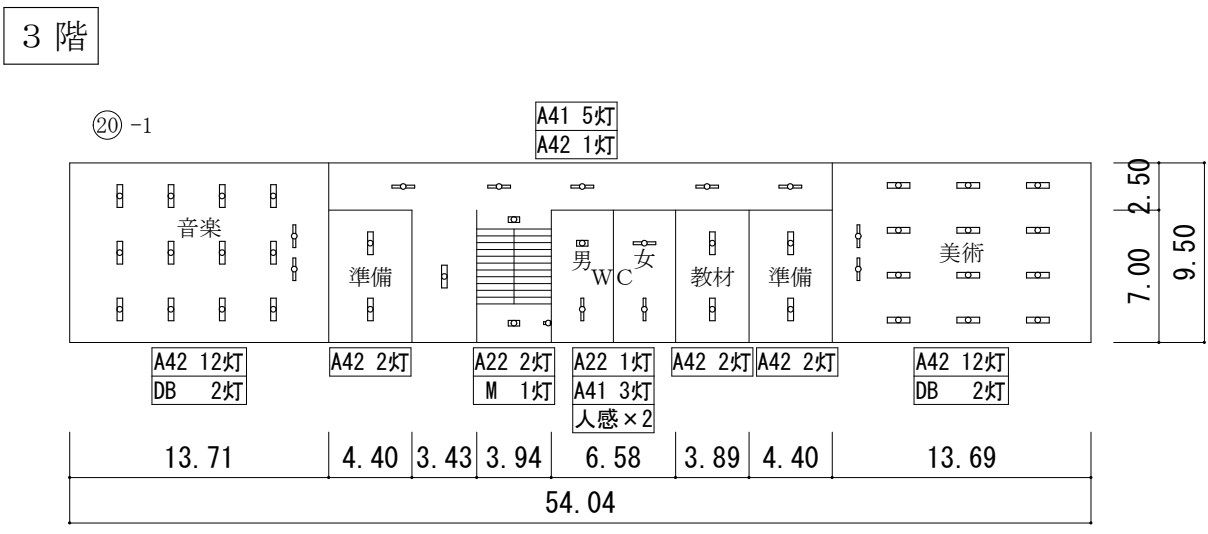 3 階
⑳ -1
A41 5灯
A42 1灯
音楽
準備
男
女
WC
教材
準備
美術
2.50
7.00
9.50
A42 12灯
DB 2灯
A42 2灯
A22 2灯
M 1灯
A22 1灯
A41 3灯
人感×2
A42 2灯
A42 2灯
A42 12灯
DB 2灯
13.71
4.40
3.43
3.94
6.58
3.89
4.40
13.69
54.04